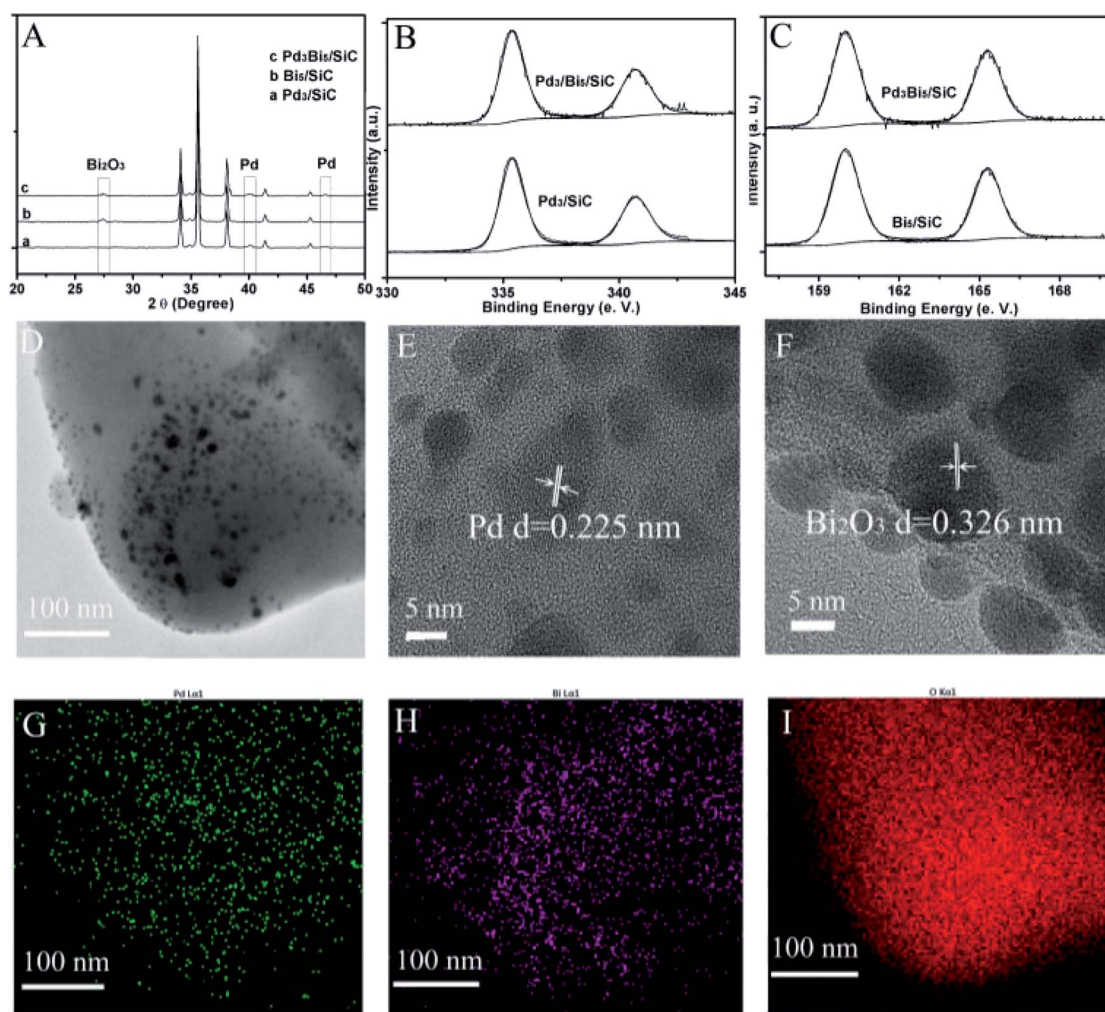 A
c Pd₃Bi₅/SiC
b Bi₅/SiC
a Pd₃/SiC
Bi₂O₃
Pd
Pd
c
b
a
20 25 30 35 40 45 50
2 θ (Degree)
B
Intensity (a.u.)
Pd₃/Bi₅/SiC
Pd₃/SiC
330 335 340 345
Binding Energy (e. V.)
C
Intensity (a. u.)
Pd₃Bi₅/SiC
Bi₅/SiC
159 162 165 168
Binding Energy (e. V.)
D
100 nm
E
Pd d=0.225 nm
5 nm
F
Bi₂O₃ d=0.326 nm
5 nm
Pd Lα1
G
100 nm
Bi Lα1
H
100 nm
O Kα1
I
100 nm